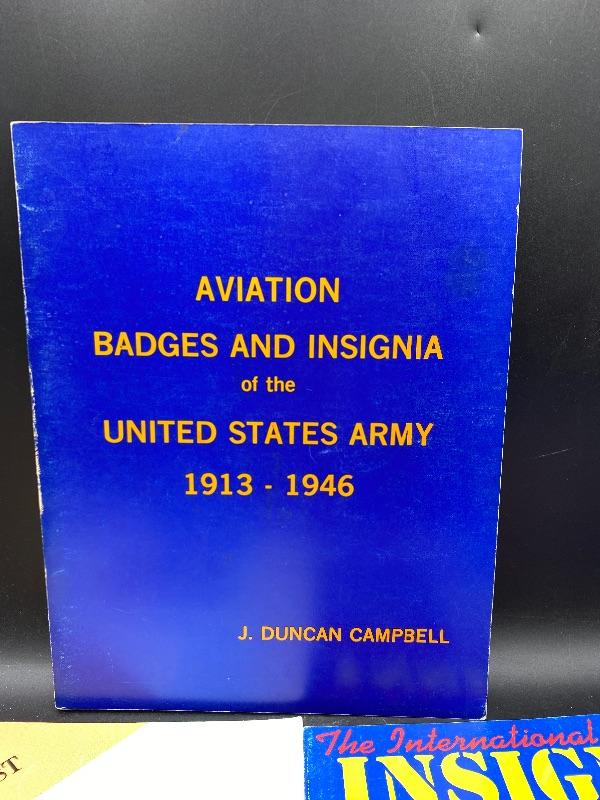 AVIATION
BADGES AND INSIGNIA
of the
UNITED STATES ARMY
1913 - 1946
J. DUNCAN CAMPBELL
The International